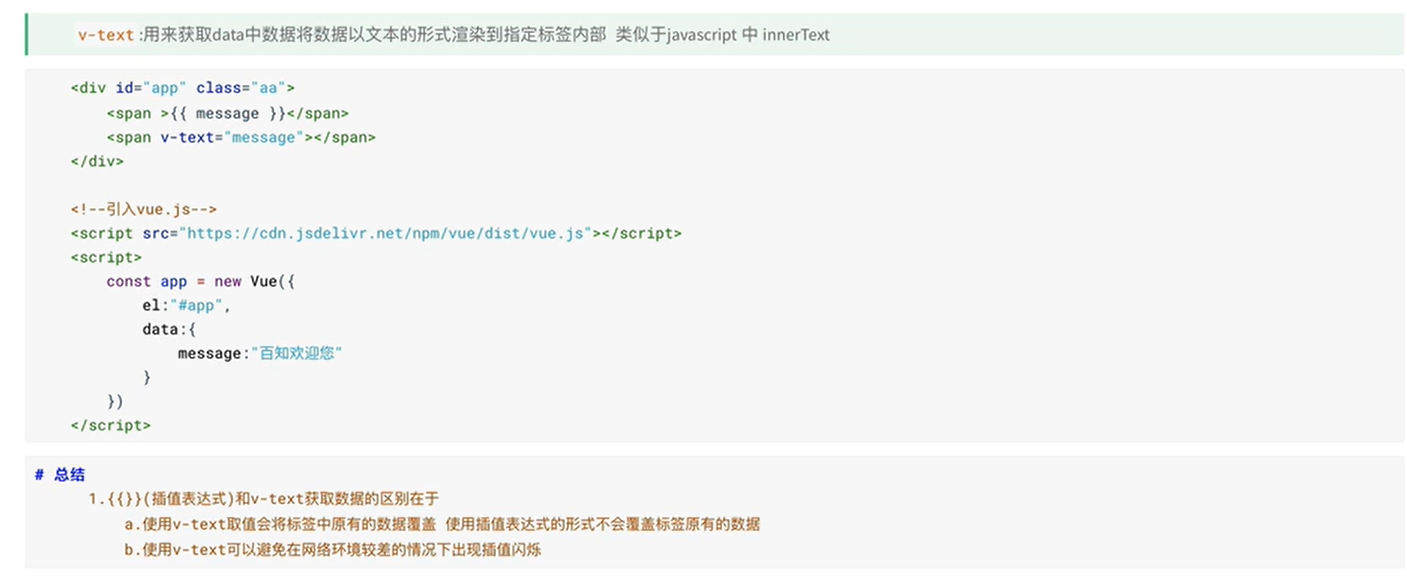 v-text :用来获取data中数据将数据以文本的形式渲染到指定标签内部 类似于javascript 中 innerText
<div id="app" class="aa">
    <span >{{ message }}</span>
    <span v-text="message"></span>
</div>
<!--引入vue.js-->
<script src="https://cdn.jsdelivr.net/npm/vue/dist/vue.js"></script>
<script>
    const app = new Vue({
        el:"#app",
        data:{
            message:"百知欢迎您"
        }
    })
</script>
# 总结
1.{{}}(插值表达式)和v-text获取数据的区别在于
    a.使用v-text取值会将标签中原有的数据覆盖 使用插值表达式的形式不会覆盖标签原有的数据
    b.使用v-text可以避免在网络环境较差的情况下出现插值闪烁